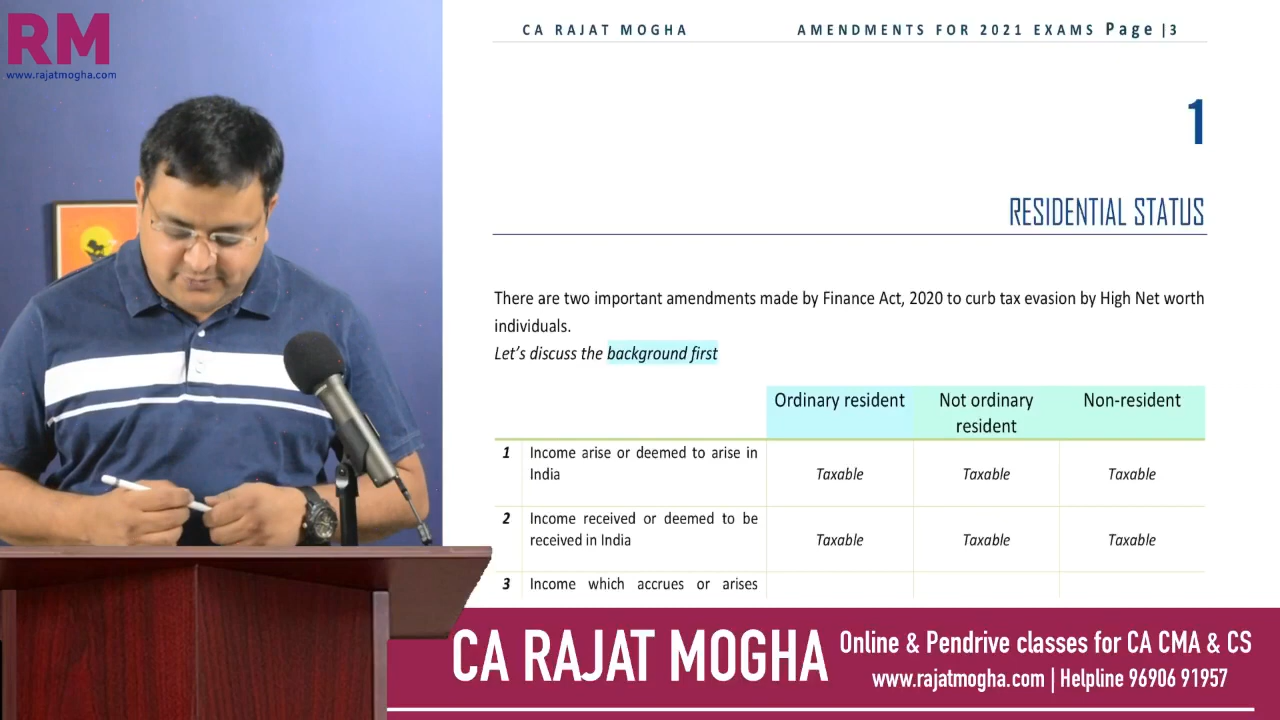 RM
www.rajatmogha.com
CA RAJAT MOGHA AMENDMENTS FOR 2021 EXAMS Page |3
1
RESIDENTIAL STATUS
There are two important amendments made by Finance Act, 2020 to curb tax evasion by High Net worth
individuals.
Let’s discuss the background first
Ordinary resident Not ordinary Non-resident
resident
1 Income arise or deemed to arise in
India Taxable Taxable Taxable
2 Income received or deemed to be
received in India Taxable Taxable Taxable
3 Income which accrues or arises
CA RAJAT MOGHA
Online & Pendrive classes for CA CMA & CS
www.rajatmogha.com | Helpline 96906 91957